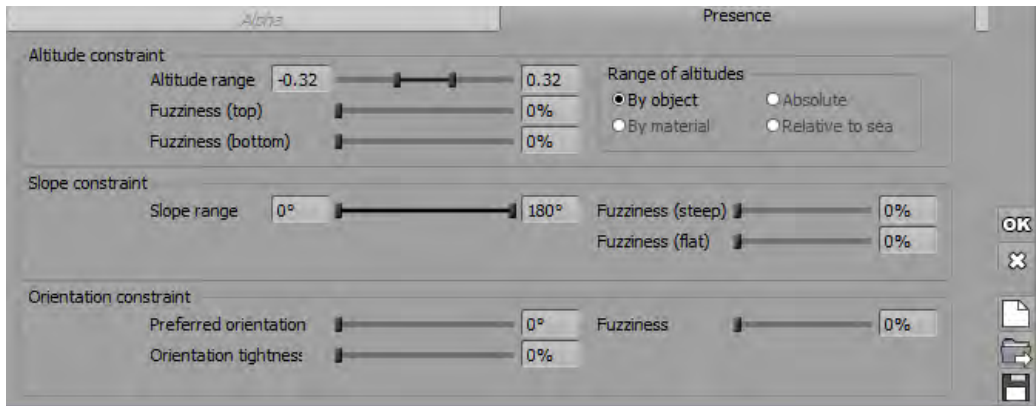 Alpha
Presence
Altitude constraint
Altitude range -0.32 0.32
Fuzziness (top) 0%
Fuzziness (bottom) 0%
Range of altitudes
By object Absolute
By material Relative to sea
Slope constraint
Slope range 0° 180° Fuzziness (steep) 0%
Fuzziness (flat) 0%
Orientation constraint
Preferred orientation 0° Fuzziness 0%
Orientation tightness 0%
OK